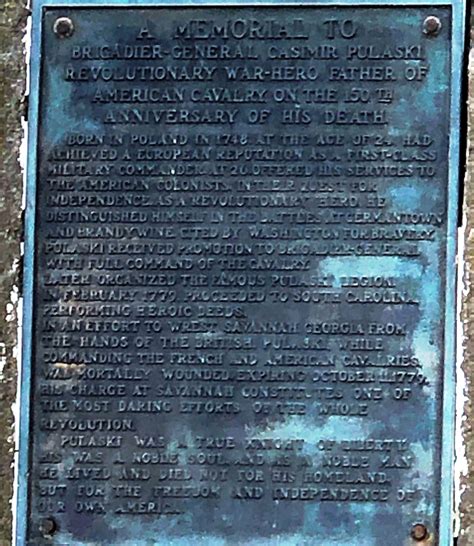 A MEMORIAL TO
BRIGADIER-GENERAL CASIMIR PULASKI
REVOLUTIONARY WAR-HERO FATHER OF
AMERICAN CAVALRY ON THE 150TH
ANNIVERSARY OF HIS DEATH.
BORN IN POLAND IN 1748 AT THE AGE OF 24 HAD
ACHIEVED A EUROPEAN REPUTATION AS A FIRST-CLASS
MILITARY COMMANDER. AT 2 OFFERED HIS SERVICES TO
THE AMERICAN COLONISTS IN THEIR QUEST FOR
INDEPENDENCE. AS A REVOLUTIONARY HERO, HE
DISTINGUISHED HIMSELF IN THE BATTLES AT GERMANTOWN
AND BRANDYWINE. CITED BY WASHINGTON FOR BRAVERY
PULASKI RECEIVED PROMOTION TO BRIGADIER-GENERAL
WITH FULL COMMAND OF THE CAVALRY.
LATER ORGANIZED THE FAMOUS PULASKI LEGION.
IN FEBRUARY 1779 PROCEEDED TO SOUTH CAROLINA
PERFORMING HEROIC DEEDS.
IN AN EFFORT TO WREST SAVANNAH GEORGIA FROM
THE HANDS OF THE BRITISH, PULASKI, WHILE
COMMANDING THE FRENCH AND AMERICAN CAVALRIES,
WAS MORTALLY WOUNDED, EXPIRING OCTOBER 11, 1779.
HIS CHARGE AT SAVANNAH CONSTITUTES ONE OF
THE MOST DARING EFFORTS OF THE WHOLE
REVOLUTION.
PULASKI WAS A TRUE KNIGHT OF LIBERTY.
HIS WAS A NOBLE SOUL AND AS A NOBLE MAN
HE LIVED AND DIED NOT FOR HIS HOMELAND,
BUT FOR THE FREEDOM AND INDEPENDENCE OF
OUR OWN AMERICA.